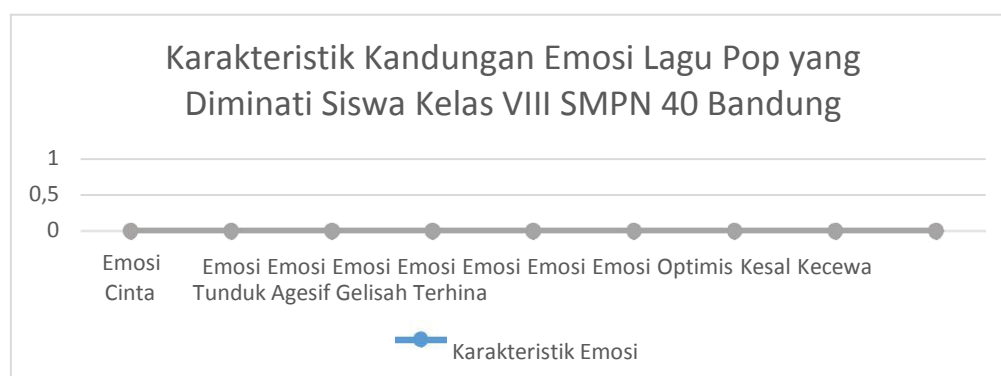 Karakteristik Kandungan Emosi Lagu Pop yang
Diminati Siswa Kelas VIII SMPN 40 Bandung
1
0,5
0
Emosi
Cinta
Emosi Emosi Emosi Emosi Emosi Emosi Emosi Optimis Kesal Kecewa
Tunduk Agesif Gelisah Terhina
Karakteristik Emosi